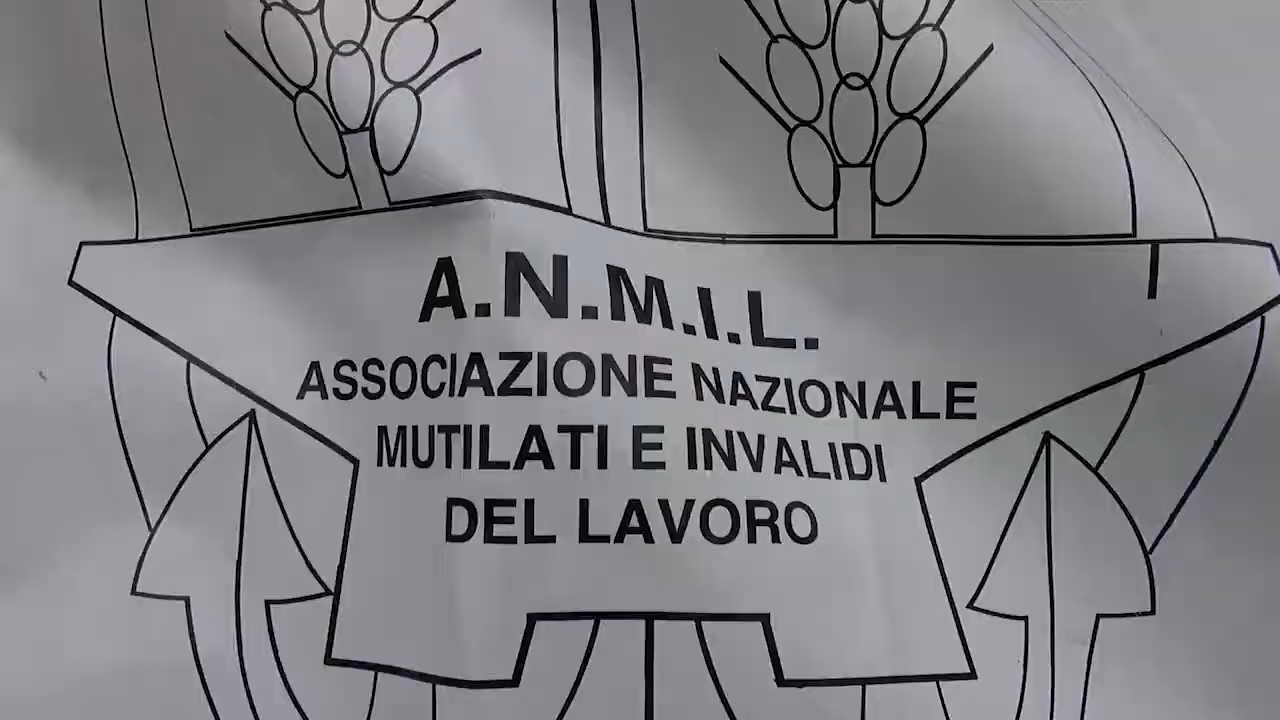 A.N.M.I.L.
ASSOCIAZIONE NAZIONALE
MUTILATI E INVALIDI
DEL LAVORO